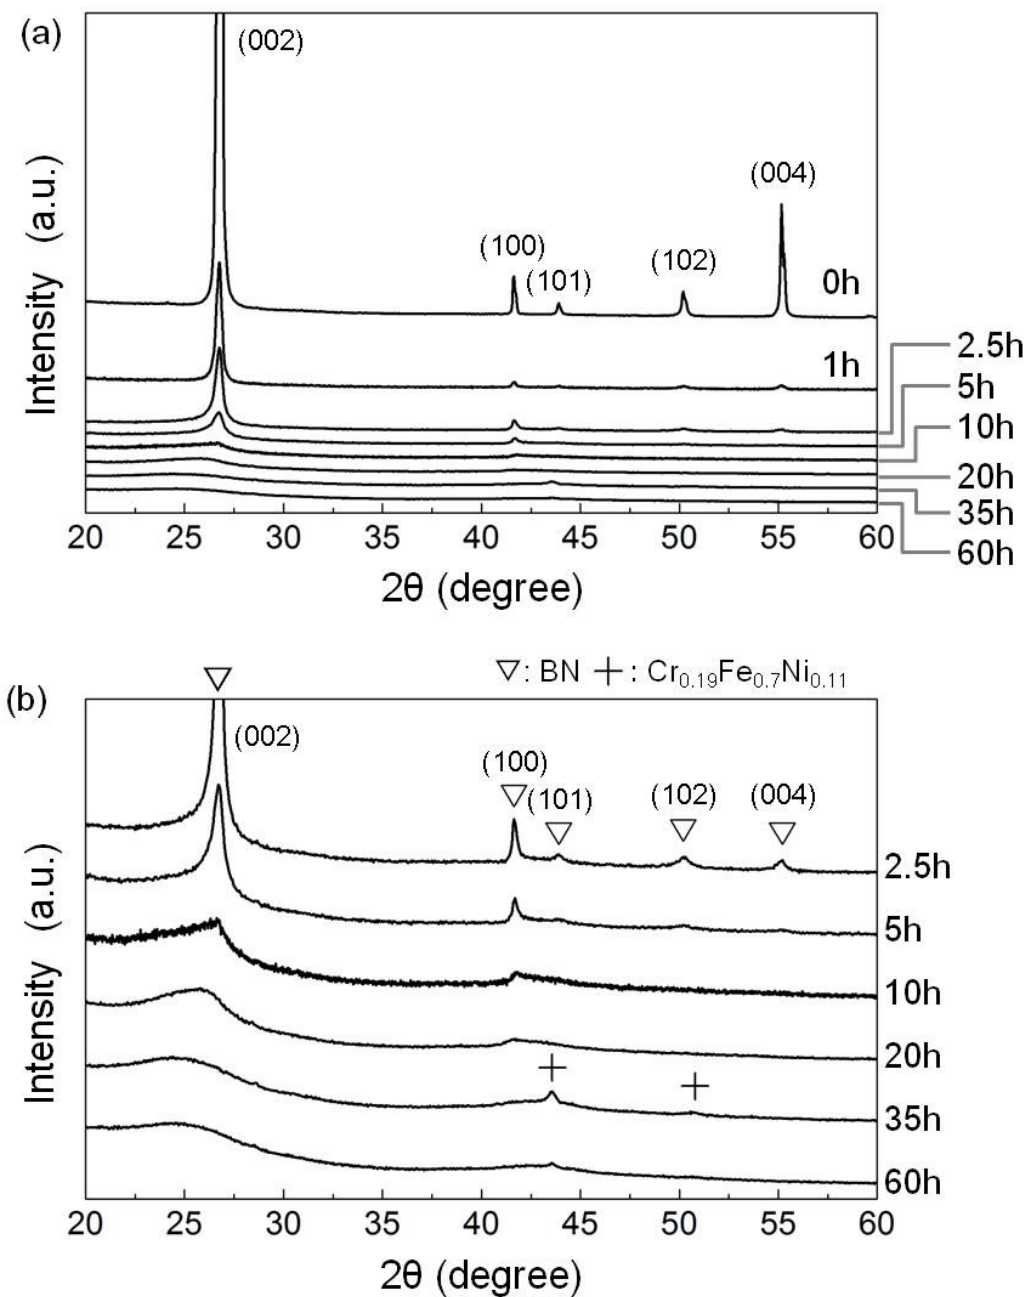 (a)
(002)
(004)
(100)
(101)
(102)
0h
1h
2.5h
5h
10h
20h
35h
60h
Intensity (a.u.)
20 25 30 35 40 45 50 55 60
2θ (degree)
▽: BN +: Cr₀.₁₉Fe₀.₇Ni₀.₁₁
(b)
(002)
(100)
(101)
(102)
(004)
2.5h
5h
10h
20h
35h
60h
Intensity (a.u.)
20 25 30 35 40 45 50 55 60
2θ (degree)